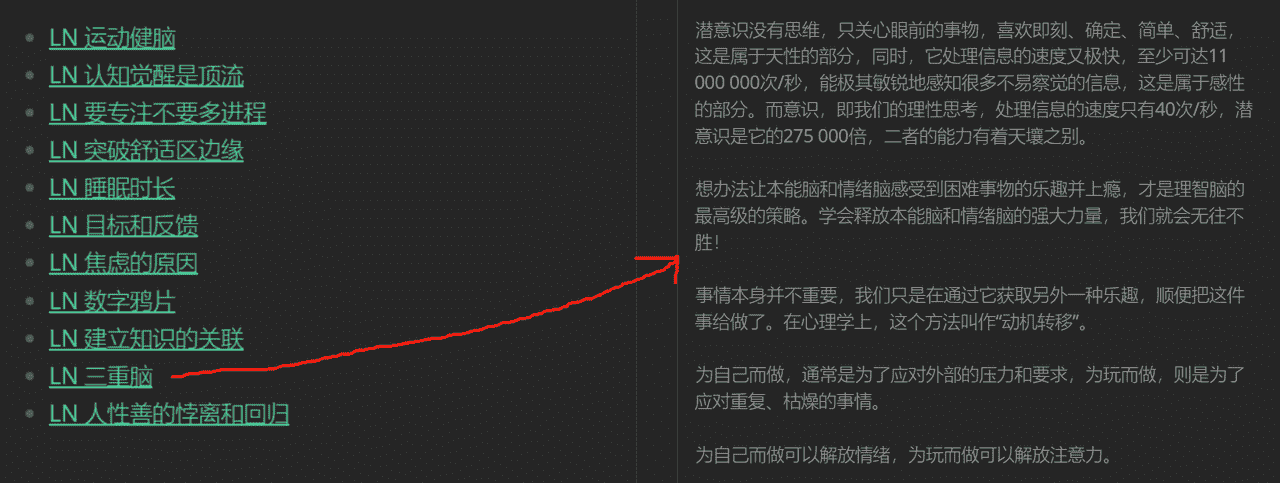 LN 运动健脑
LN 认知觉醒是顶流
LN 要专注不要多进程
LN 突破舒适区边缘
LN 睡眠时长
LN 目标和反馈
LN 焦虑的原因
LN 数字鸦片
LN 建立知识的关联
LN 三重脑
LN 人性善的悖离和回归
潜意识没有思维，只关心眼前的事物，喜欢即刻、确定、简单、舒适，
这是属于天性的部分，同时，它处理信息的速度又极快，至少可达11
000 000次/秒，能极其敏锐地感知很多不易察觉的信息，这是属于感性
的部分。而意识，即我们的理性思考，处理信息的速度只有40次/秒，潜
意识是它的275 000倍，二者的能力有着天壤之别。
想办法让本能脑和情绪脑感受到困难事物的乐趣并上瘾，才是理智脑的
最高级的策略。学会释放本能脑和情绪脑的强大力量，我们就会无往不
胜！
事情本身并不重要，我们只是在通过它获取另外一种乐趣，顺便把这件
事给做了。在心理学上，这个方法叫作“动机转移”。
为自己而做，通常是为了应对外部的压力和要求，为玩而做，则是为了
应对重复、枯燥的事情。
为自己而做可以解放情绪，为玩而做可以解放注意力。